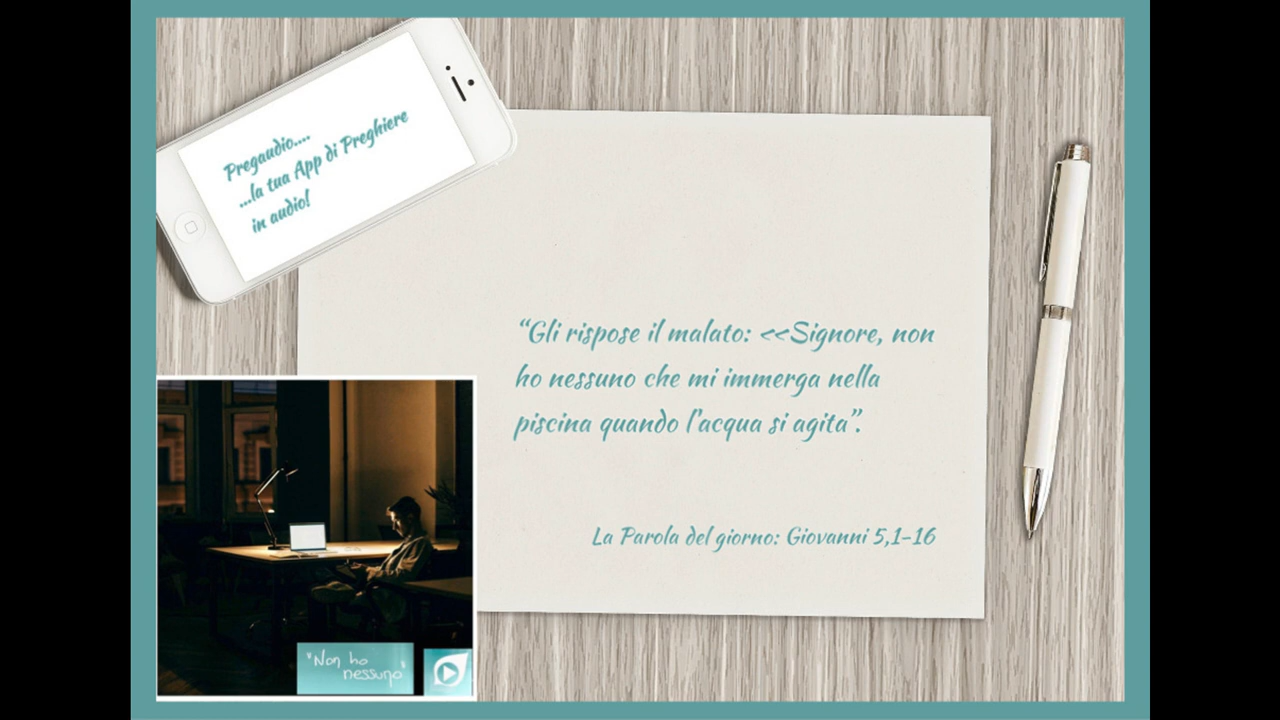 Pregaudio....
...la tua App di Preghiere
in audio!
“Gli rispose il malato: <<Signore, non
ho nessuno che mi immerga nella
piscina quando l'acqua si agita”.
La Parola del giorno: Giovanni 5,1-16
"Non ho
nessuno"